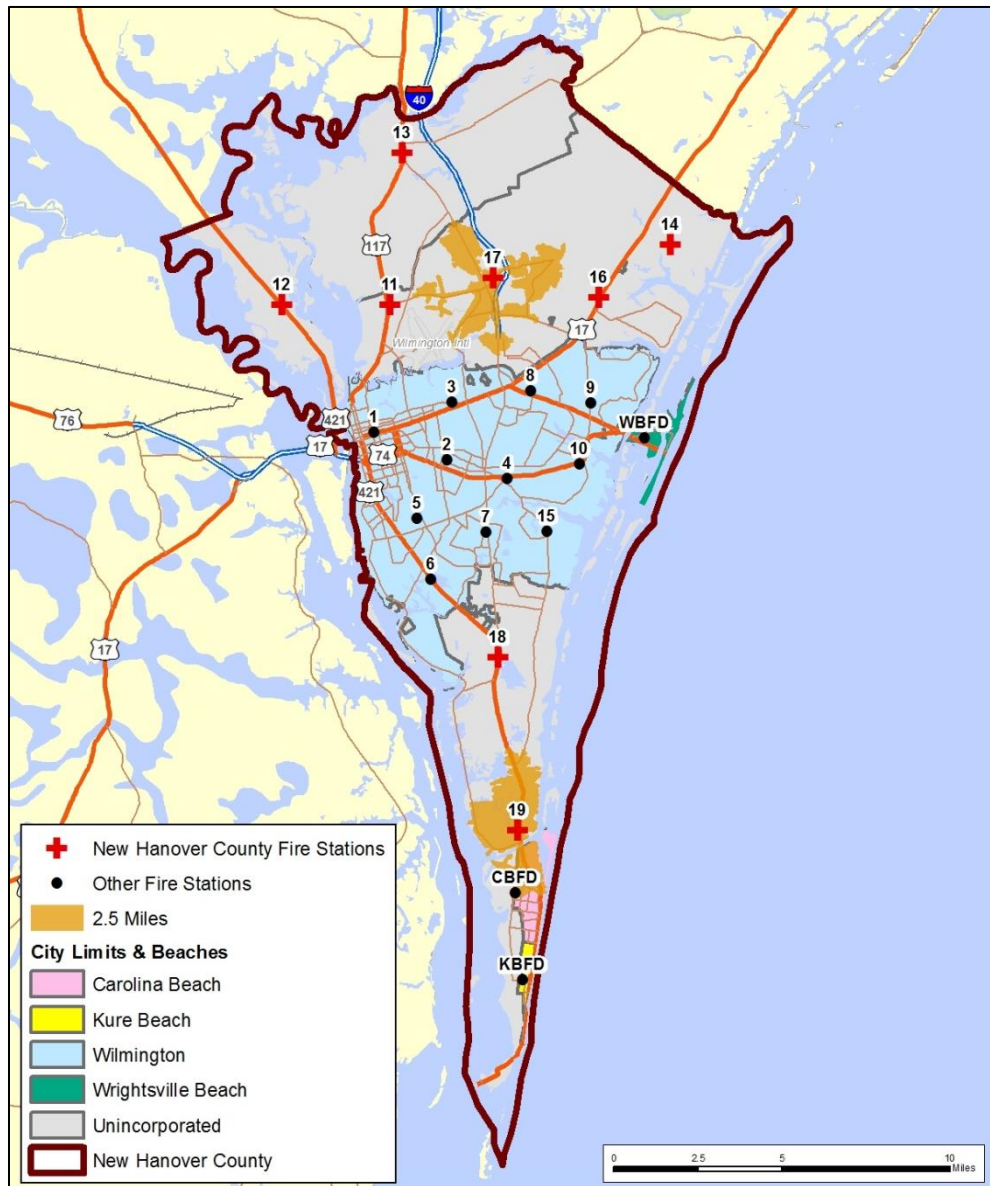 40
13
14
117
17
12
11
16
Wilmington Intl
17
8
3
9
421
76
1
WBFD
17
2
10
74
4
421
5
7
15
6
18
17
19
CBFD
KBFD
New Hanover County Fire Stations
Other Fire Stations
2.5 Miles
City Limits & Beaches
Carolina Beach
Kure Beach
Wilmington
Wrightsville Beach
Unincorporated
New Hanover County
0 2.5 5 10
Miles